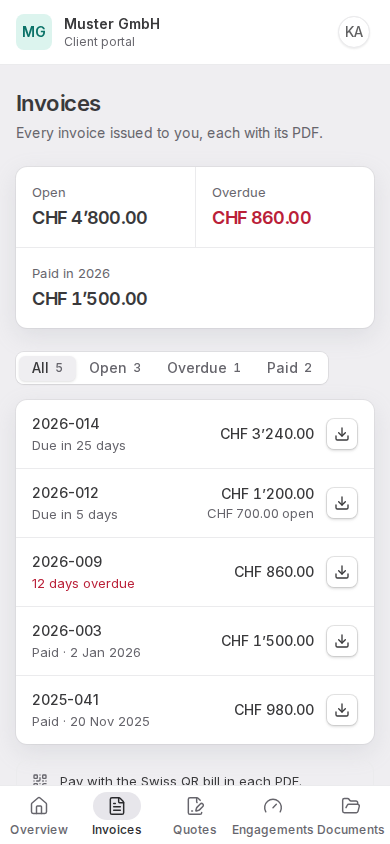 MG
Muster GmbH
Client portal
KA
Invoices
Every invoice issued to you, each with its PDF.
Open
CHF 4’800.00
Overdue
CHF 860.00
Paid in 2026
CHF 1’500.00
All 5 Open 3 Overdue 1 Paid 2
2026-014
Due in 25 days
CHF 3’240.00
2026-012
Due in 5 days
CHF 1’200.00
CHF 700.00 open
2026-009
12 days overdue
CHF 860.00
2026-003
Paid · 2 Jan 2026
CHF 1’500.00
2025-041
Paid · 20 Nov 2025
CHF 980.00
Pay with the Swiss QR bill in each PDF.
Overview Invoices Quotes Engagements Documents